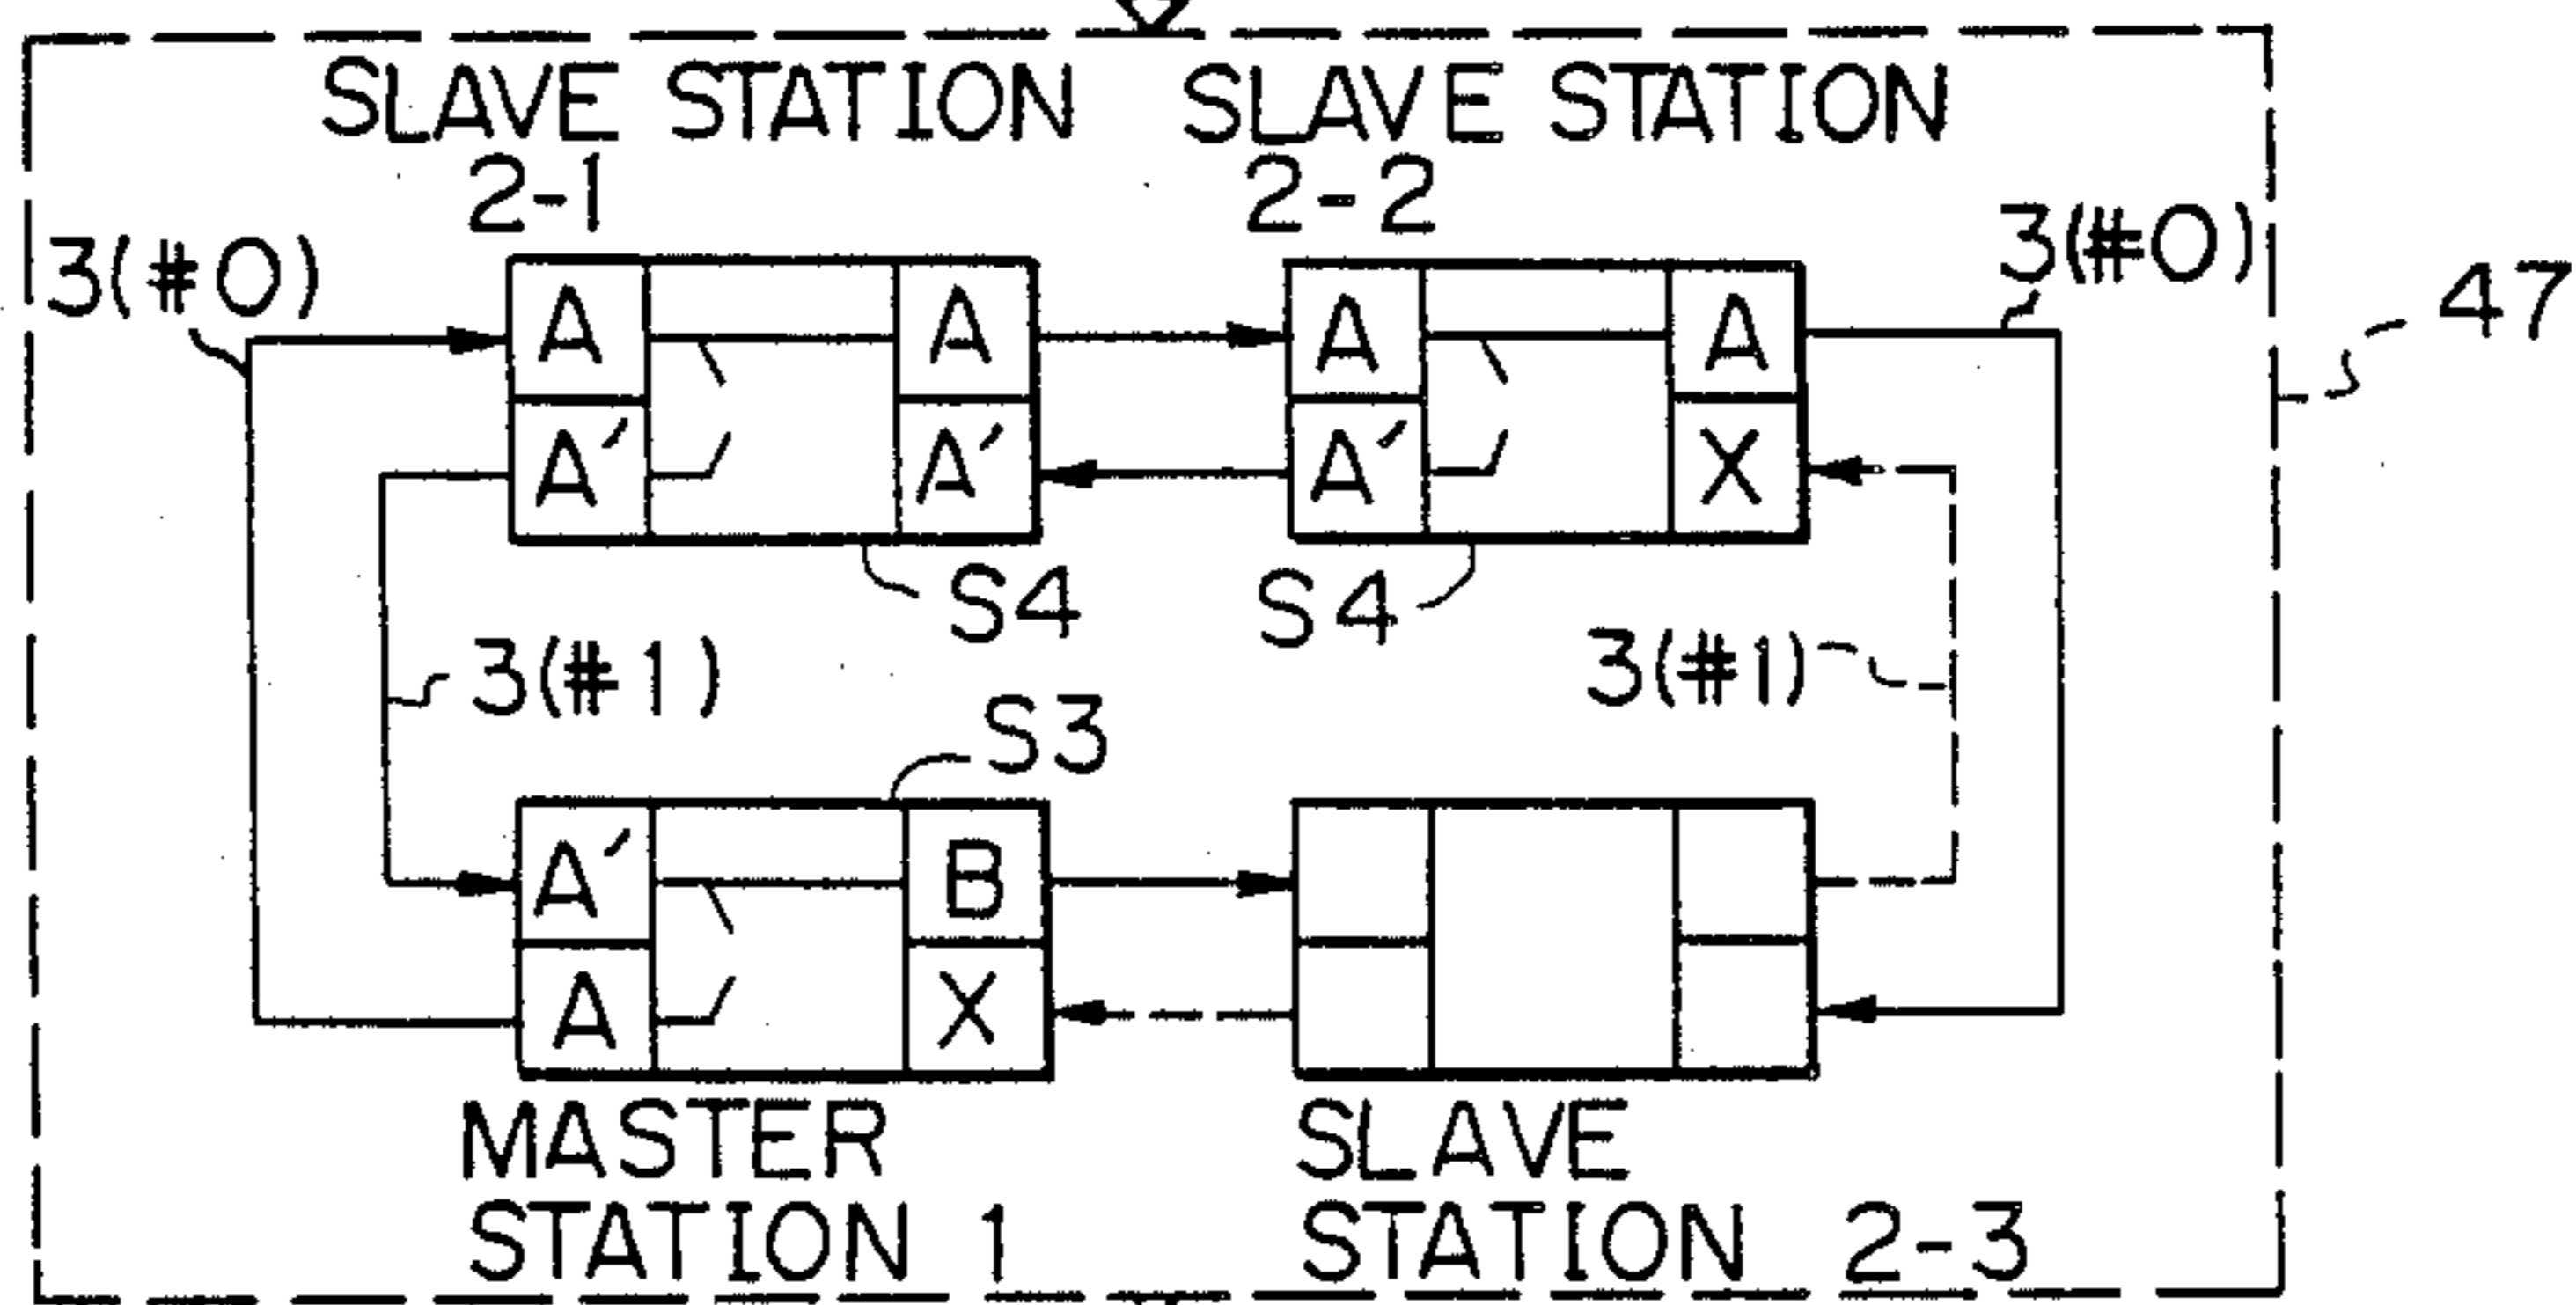 SLAVE STATION
2-1
SLAVE STATION
2-2
3(#0)
3(#0)
47
A
A
A
A
A′
A′
A′
X
S4
S4
3(#1)
3(#1)
S3
A′
B
A
X
MASTER
STATION 1
SLAVE
STATION 2-3